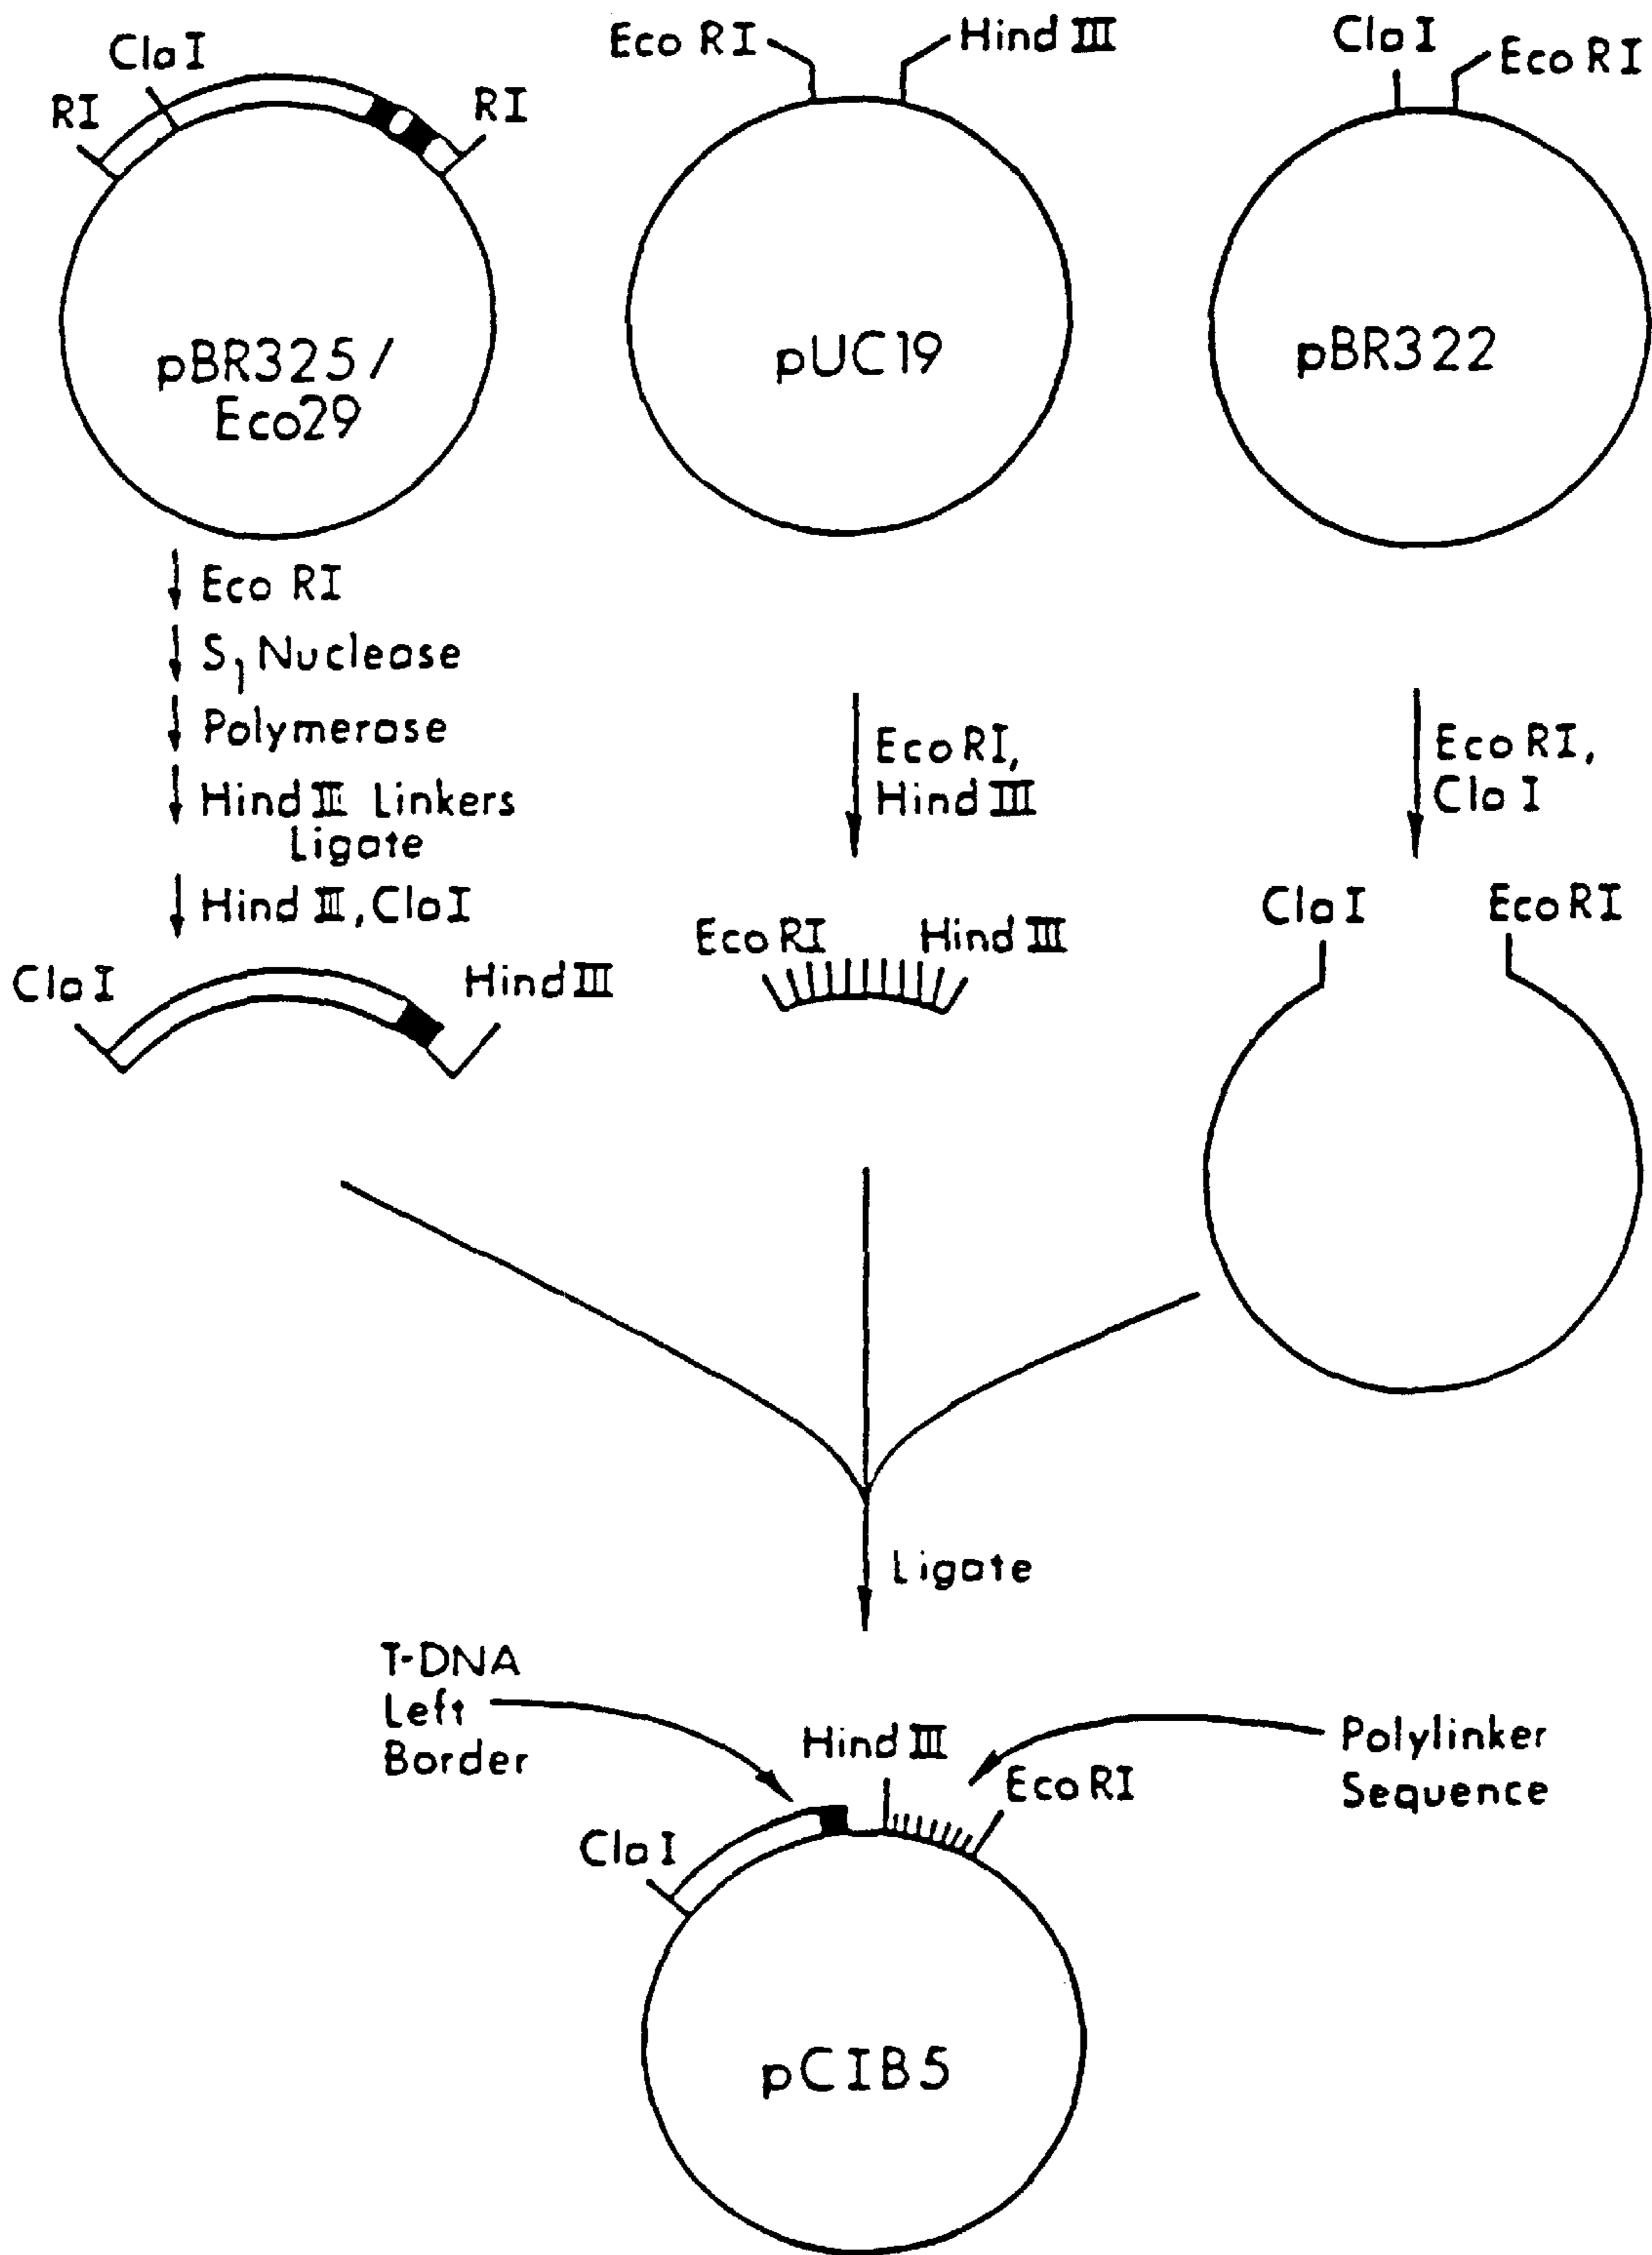 Cla I
RI
RI
pBR325/
Eco29
Eco RI
Hind III
pUC19
Cla I
Eco RI
pBR322
Eco RI
S1 Nuclease
Polymerase
Hind III Linkers
Ligate
Hind III, Cla I
Cla I
Hind III
Eco RI,
Hind III
Eco RI
Hind III
Eco RI,
Cla I
Cla I
Eco RI
Ligate
T-DNA
Left
Border
Hind III
Eco RI
Polylinker
Sequence
Cla I
pCIB5